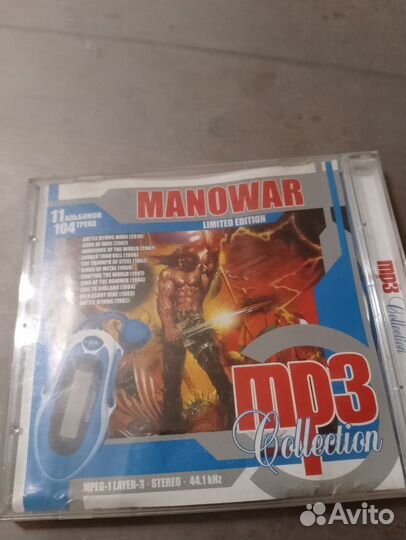 MANOWAR
LIMITED EDITION
11 АЛЬБОМОВ
104 ТРЕКА
BATTLE HYMNS MMXI (2010)
GODS OF WAR (2007)
WARRIORS OF THE WORLD (2002)
LOUDER THAN HELL (1996)
THE TRIUMPH OF STEEL (1992)
KINGS OF METAL (1988)
FIGHTING THE WORLD (1987)
SIGN OF THE HAMMER (1984)
HAIL TO ENGLAND (1984)
INTO GLORY RIDE (1983)
BATTLE HYMNS (1982)
mp3
Collection
MPEG-1 LAYER-3 · STEREO · 44.1 kHz
mp3 Collection
Avito